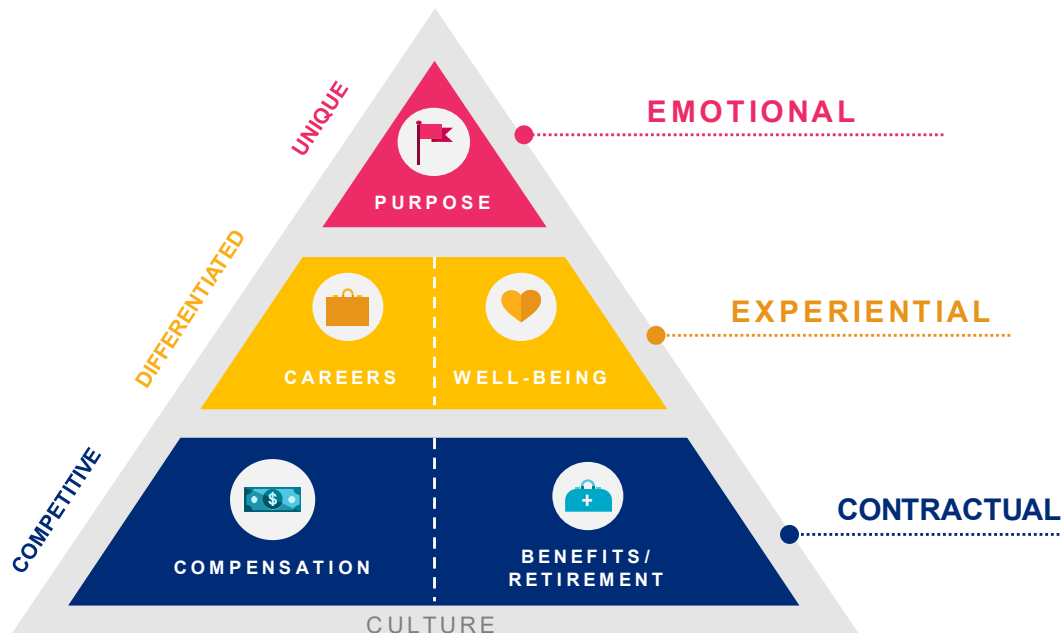 UNIQUE
EMOTIONAL
PURPOSE
DIFFERENTIATED
EXPERIENTIAL
CAREERS
WELL-BEING
COMPETITIVE
$
CONTRACTUAL
COMPENSATION
BENEFITS/
RETIREMENT
CULTURE